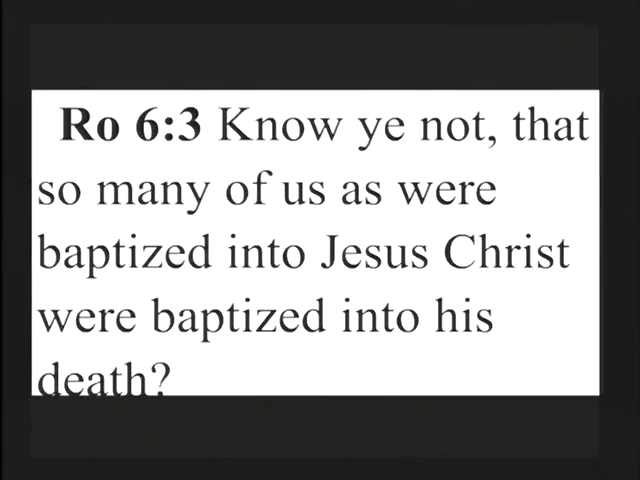 Ro 6:3 Know ye not, that
so many of us as were
baptized into Jesus Christ
were baptized into his
death?